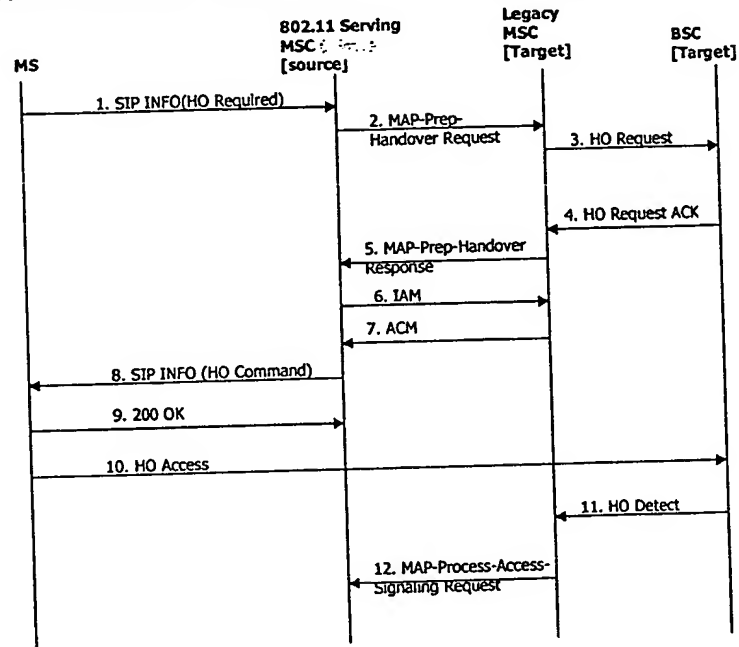 MS
802.11 Serving
MSC
[source]
Legacy
MSC
[Target]
BSC
[Target]
1. SIP INFO(HO Required)
2. MAP-Prep-
Handover Request
3. HO Request
4. HO Request ACK
5. MAP-Prep-Handover
Response
6. IAM
7. ACM
8. SIP INFO (HO Command)
9. 200 OK
10. HO Access
11. HO Detect
12. MAP-Process-Access-
Signaling Request